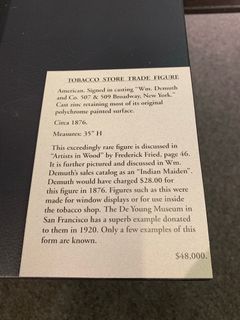 TOBACCO STORE TRADE FIGURE
American. Signed in casting "Wm. Demuth
and Co. 507 & 509 Broadway, New York."
Cast zinc retaining most of its original
polychrome painted surface.
Circa 1876.
Measures: 35" H
This exceedingly rare figure is discussed in
"Artists in Wood" by Frederick Fried, page 46.
It is further pictured and discussed in Wm.
Demuth's sales catalog as an "Indian Maiden".
Demuth would have charged $28.00 for
this figure in 1876. Figures such as this were
made for window displays or for use inside
the tobacco shop. The De Young Museum in
San Francisco has a superb example donated
to them in 1920. Only a few examples of this
form are known.
$48,000.